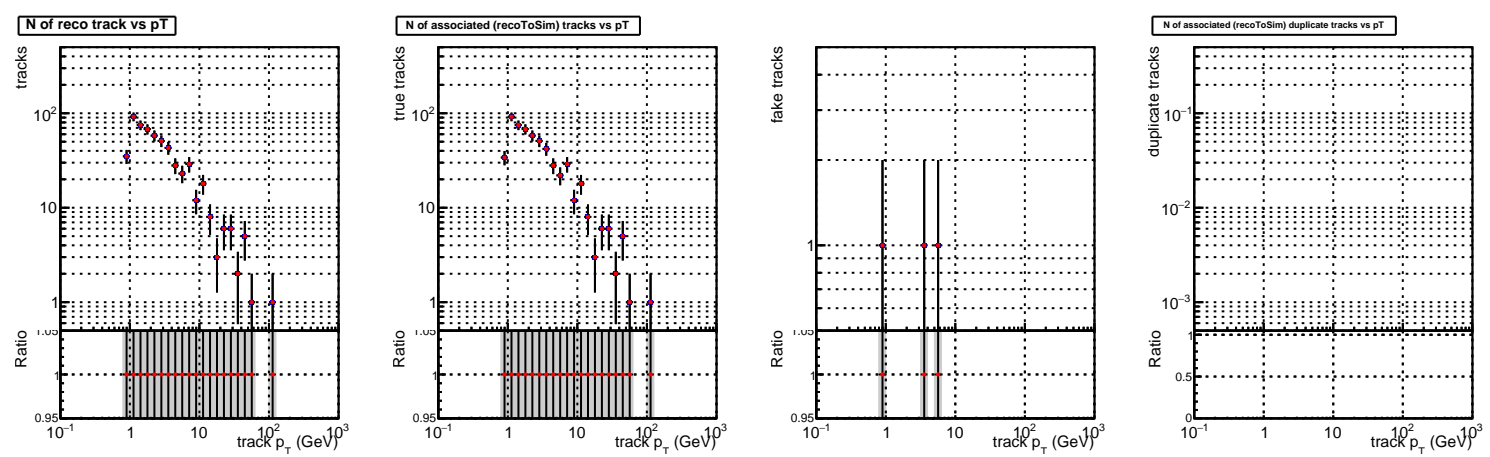 N of reco track vs pT
tracks
10²
10
1
1.05
Ratio
1
0.95
10⁻¹ 1 10 10² 10³
track p_T (GeV)
N of associated (recoToSim) tracks vs pT
true tracks
10²
10
1
Ratio
1
0.95
10⁻¹ 1 10 10² 10³
track p_T (GeV)
fake tracks
1
1.05
Ratio
1
0.95
10⁻¹ 1 10 10² 10³
track p_T (GeV)
N of associated (recoToSim) duplicate tracks vs pT
duplicate tracks
10⁻¹
10⁻²
10⁻³
Ratio
1
0.5
0
10⁻¹ 1 10 10² 10³
track p_T (GeV)